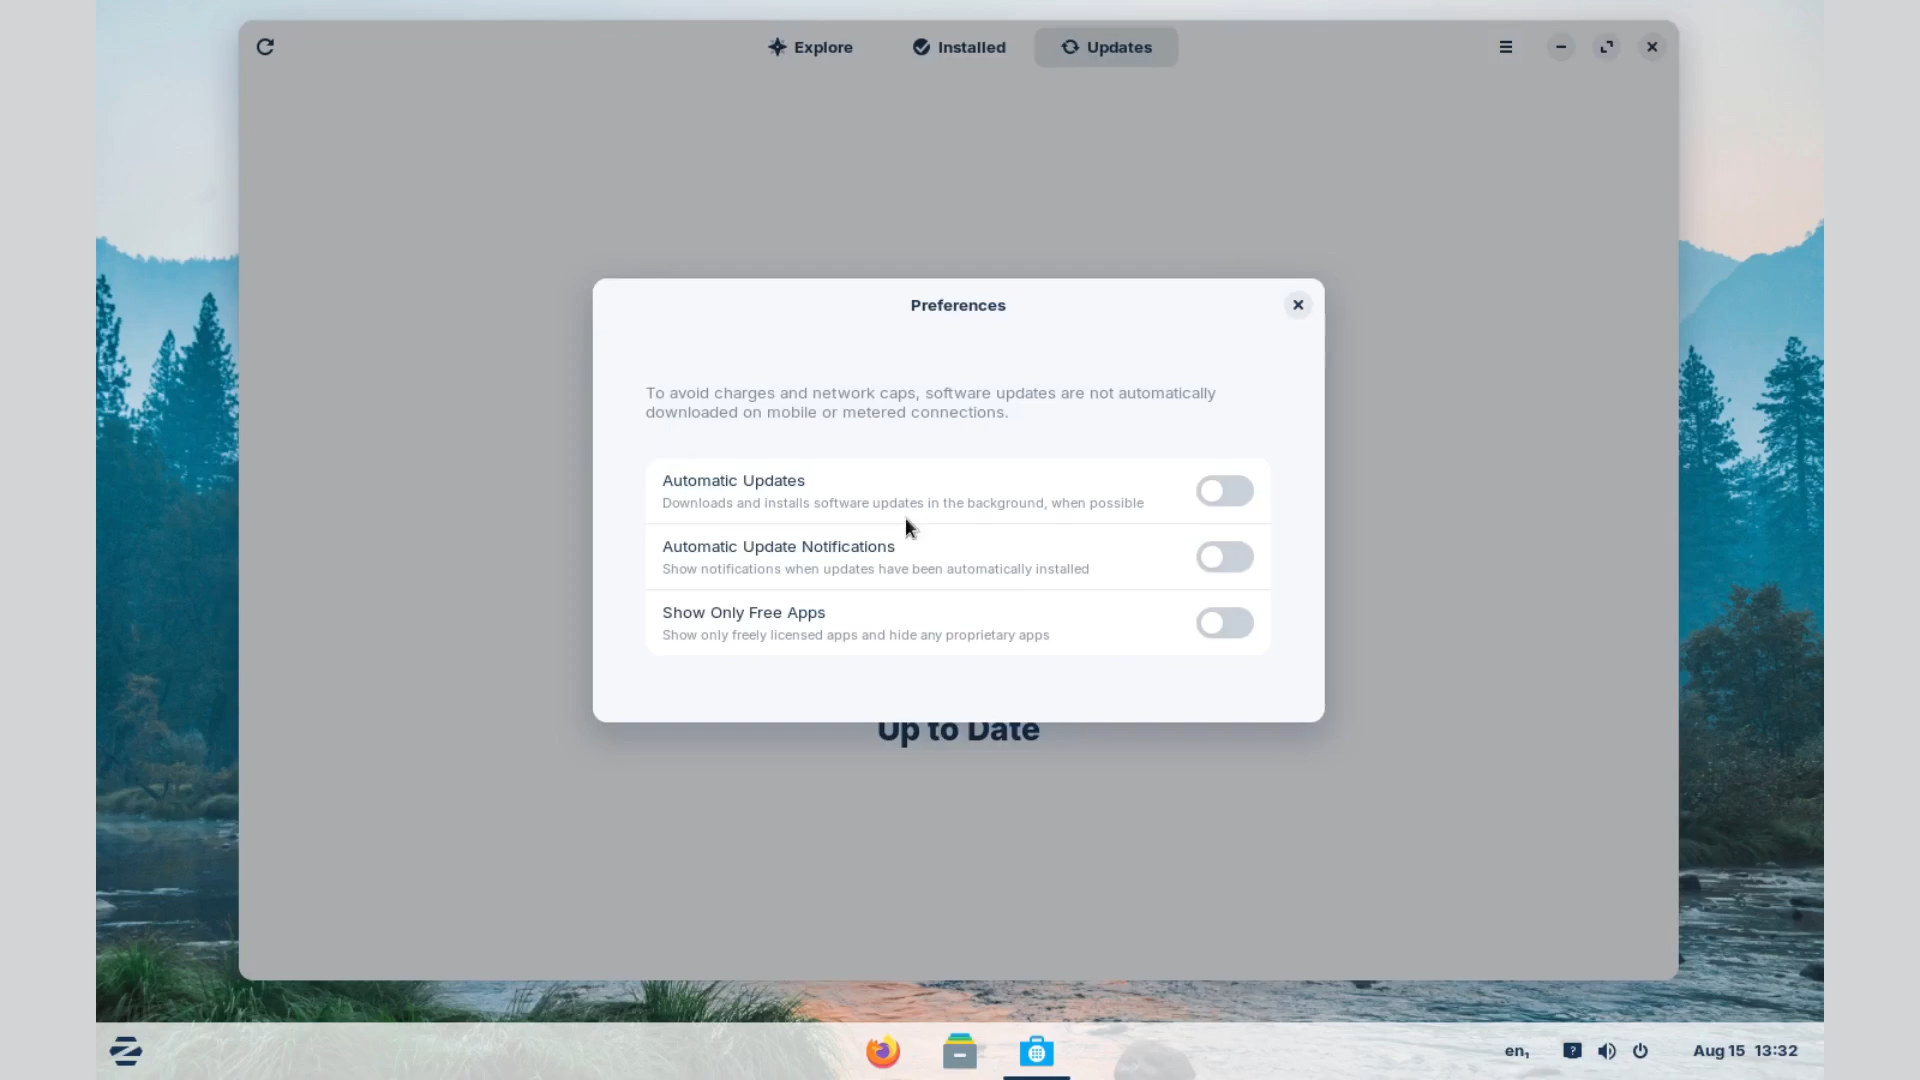 Explore Installed Updates
Preferences
To avoid charges and network caps, software updates are not automatically
downloaded on mobile or metered connections.
Automatic Updates
Downloads and installs software updates in the background, when possible
Automatic Update Notifications
Show notifications when updates have been automatically installed
Show Only Free Apps
Show only freely licensed apps and hide any proprietary apps
Up to Date
en₁ ? Aug 15 13:32